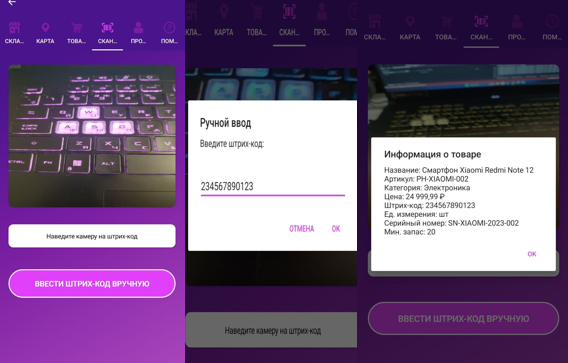 СКЛА... КАРТА ТОВА... СКАН... ПРО... ПОМ...
Наведите камеру на штрих-код
ВВЕСТИ ШТРИХ-КОД ВРУЧНУЮ
КЛА... КАРТА ТОВА... СКАН... ПРО... ПО
Ручной ввод
Введите штрих-код:
234567890123
ОТМЕНА ОК
Наведите камеру на штрих-код
СКЛА... КАРТА ТОВА... СКАН... ПРО... ПОМ...
Информация о товаре
Название: Смартфон Xiaomi Redmi Note 12
Артикул: PH-XIAOMI-002
Категория: Электроника
Цена: 24 999,99 ₽
Штрих-код: 234567890123
Ед. измерения: шт
Серийный номер: SN-XIAOMI-2023-002
Мин. запас: 20
ОК
ВВЕСТИ ШТРИХ-КОД ВРУЧНУЮ